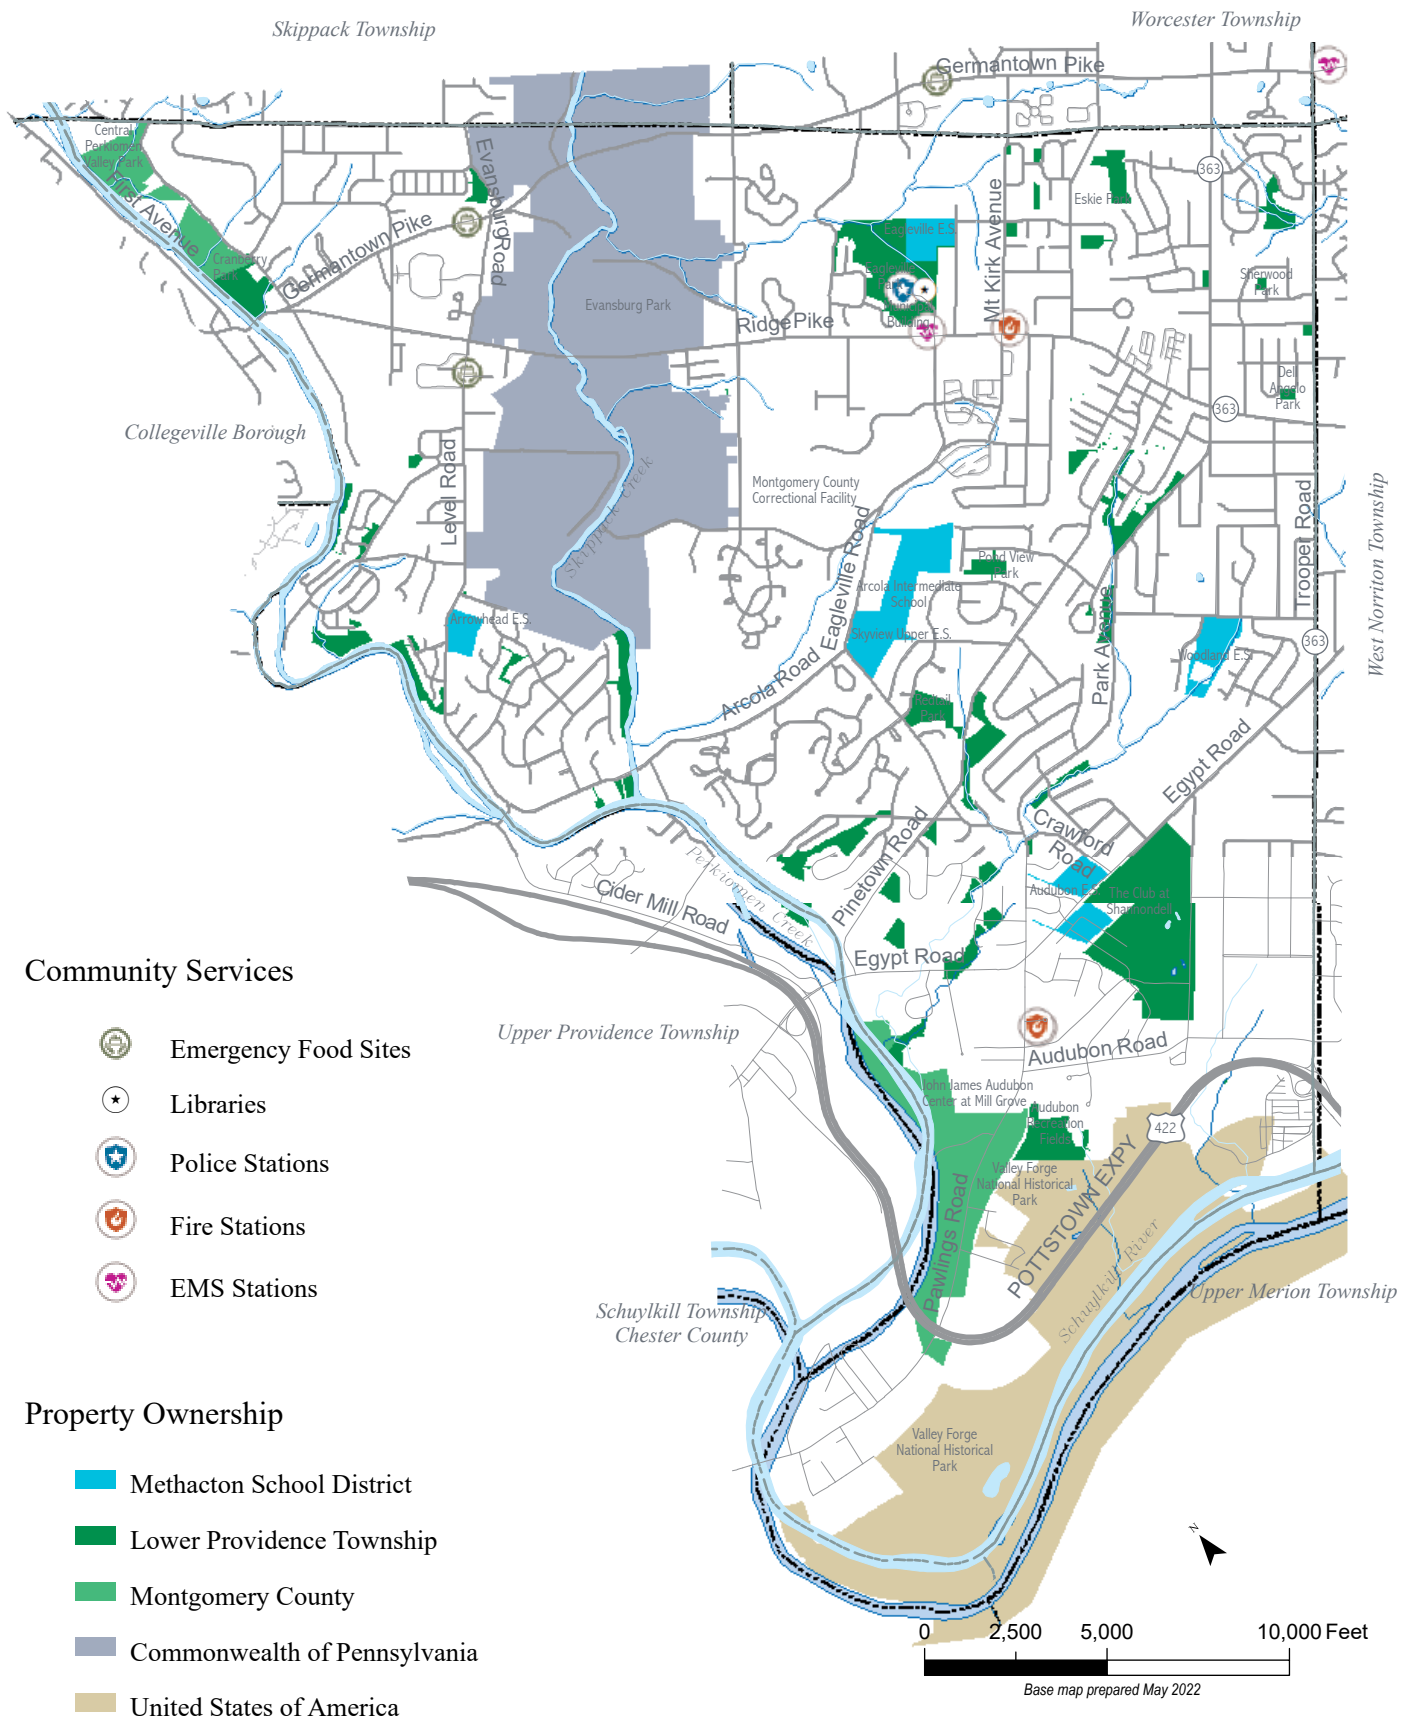 Skippack Township
Worcester Township
Germantown Pike
Central
Perkiomen
Valley Park
First Avenue
Evansburg Road
Germantown Pike
Cranberry
Park
Evansburg Park
Ridge Pike
Mt Kirk Avenue
Eagleville E.S.
Eagleville
Park
Municipal
Building
Eskie Park
363
Sherwood
Park
Dell
Angelo
Park
363
Collegeville Borough
Level Road
Skippack Creek
Montgomery County
Correctional Facility
Eagleville Road
Trooper Road
West Norriton Township
Pond View
Park
Arcola Intermediate
School
Skyview Upper E.S.
Park Avenue
Arrowhead E.S.
Woodland E.S.
363
Arcola Road
Redtail
Park
Egypt Road
Crawford
Road
Pinetown Road
Perkiomen Creek
Cider Mill Road
Audubon E.S.
The Club at
Shannondell
Egypt Road
Upper Providence Township
Audubon Road
John James Audubon
Center at Mill Grove
Audubon
Recreation
Fields
422
Valley Forge
National Historical
Park
POTTSTOWN EXPY
Pawlings Road
Schuylkill River
Upper Merion Township
Schuylkill Township
Chester County
Valley Forge
National Historical
Park
Community Services
Emergency Food Sites
Libraries
Police Stations
Fire Stations
EMS Stations
Property Ownership
Methacton School District
Lower Providence Township
Montgomery County
Commonwealth of Pennsylvania
United States of America
N
0 2,500 5,000 10,000 Feet
Base map prepared May 2022